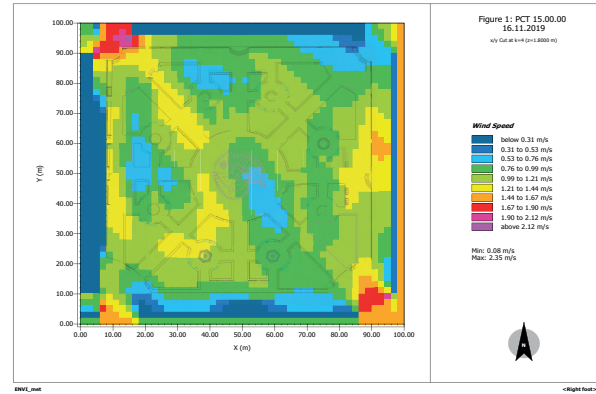 Figure 1: PCT 15.00.00
16.11.2019
x/y Cut at k=4 (z=1.8000 m)
100.00
90.00
80.00
70.00
60.00
50.00
40.00
30.00
20.00
10.00
0.00
Y (m)
0.00 10.00 20.00 30.00 40.00 50.00 60.00 70.00 80.00 90.00 100.00
X (m)
Wind Speed
below 0.31 m/s
0.31 to 0.53 m/s
0.53 to 0.76 m/s
0.76 to 0.99 m/s
0.99 to 1.21 m/s
1.21 to 1.44 m/s
1.44 to 1.67 m/s
1.67 to 1.90 m/s
1.90 to 2.12 m/s
above 2.12 m/s
Min: 0.08 m/s
Max: 2.35 m/s
N
ENVI_met
<Right foot>